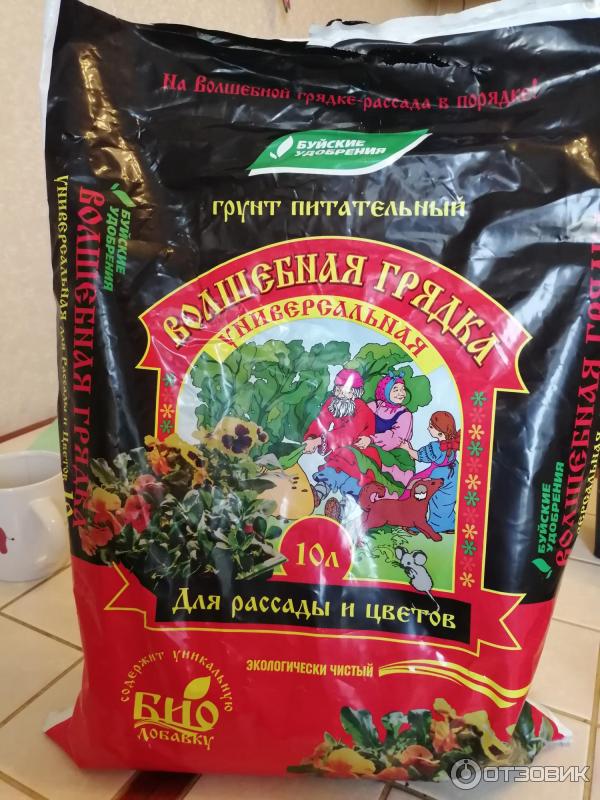 На Волшебной грядке-рассада в порядке!
БУЙСКИЕ
УДОБРЕНИЯ
ГРУНТ ПИТАТЕЛЬНЫЙ
ВОЛШЕБНАЯ ГРЯДКА
УНИВЕРСАЛЬНАЯ
10л
Для рассады и цветов
ЭКОЛОГИЧЕСКИ ЧИСТЫЙ
СОДЕРЖИТ УНИКАЛЬНУЮ
БИО
ДОБАВКУ
БУЙСКИЕ
УДОБРЕНИЯ
ВОЛШЕБНАЯ ГРЯДКА
УНИВЕРСАЛЬНАЯ для рассады и цветов
БУЙСКИЕ
УДОБРЕНИЯ
ВОЛШЕБНАЯ
ОТЗОВИК